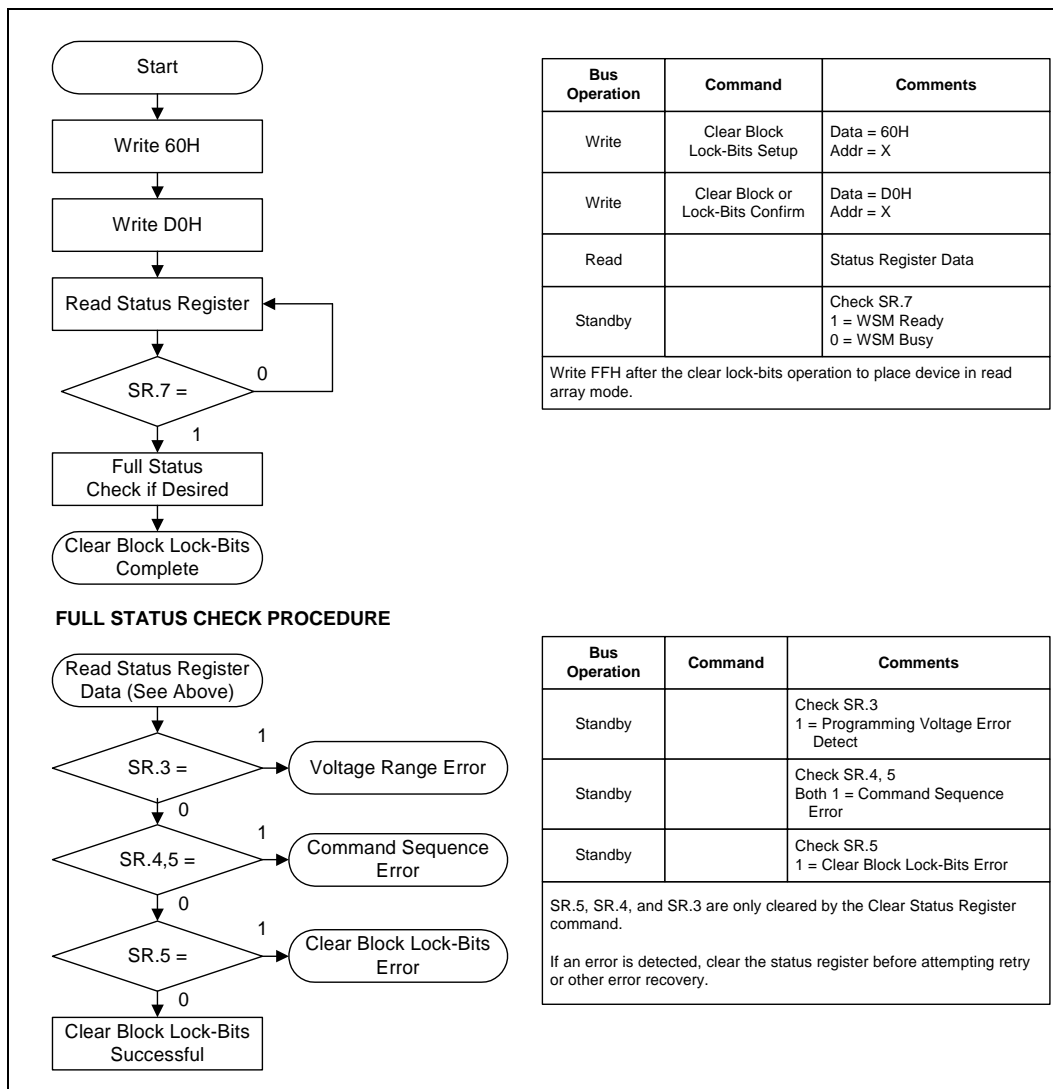 Start
Write 60H
Write D0H
Read Status Register
SR.7 =
0
1
Full Status
Check if Desired
Clear Block Lock-Bits
Complete
Bus
Operation
Command
Comments
Write
Clear Block
Lock-Bits Setup
Data = 60H
Addr = X
Write
Clear Block or
Lock-Bits Confirm
Data = D0H
Addr = X
Read
Status Register Data
Standby
Check SR.7
1 = WSM Ready
0 = WSM Busy
Write FFH after the clear lock-bits operation to place device in read
array mode.
FULL STATUS CHECK PROCEDURE
Read Status Register
Data (See Above)
SR.3 =
1
Voltage Range Error
0
SR.4,5 =
1
Command Sequence
Error
0
SR.5 =
1
Clear Block Lock-Bits
Error
0
Clear Block Lock-Bits
Successful
Bus
Operation
Command
Comments
Standby
Check SR.3
1 = Programming Voltage Error
Detect
Standby
Check SR.4, 5
Both 1 = Command Sequence
Error
Standby
Check SR.5
1 = Clear Block Lock-Bits Error
SR.5, SR.4, and SR.3 are only cleared by the Clear Status Register
command.
If an error is detected, clear the status register before attempting retry
or other error recovery.